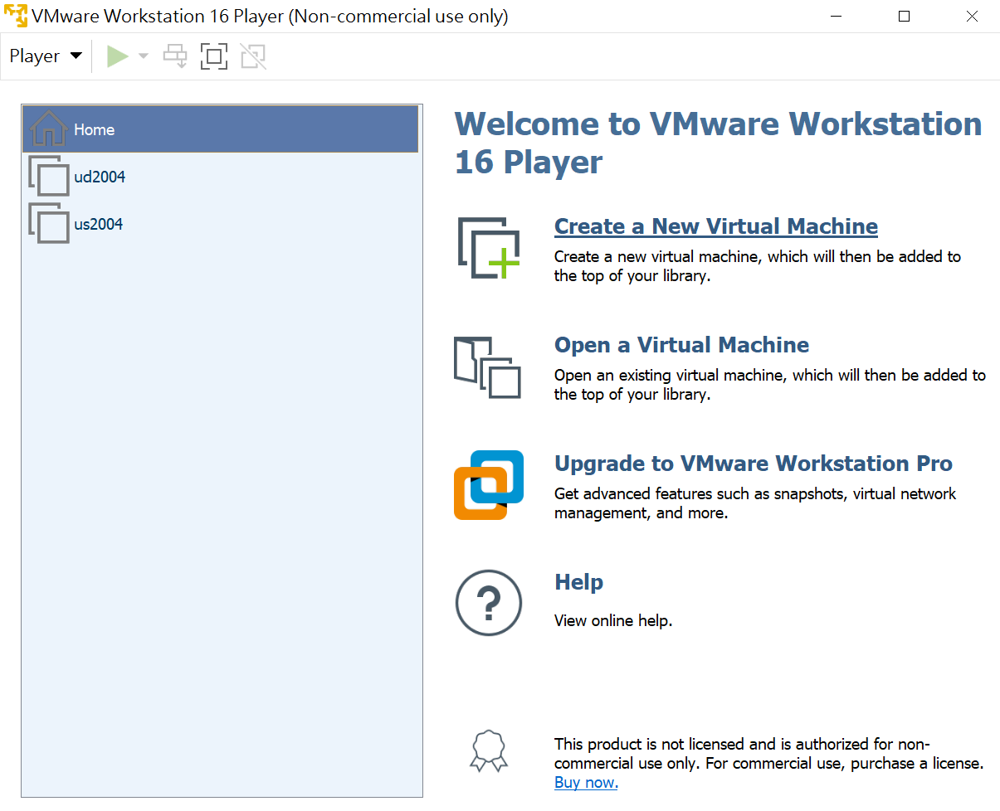 VMware Workstation 16 Player (Non-commercial use only)
Player
Home
ud2004
us2004
Welcome to VMware Workstation
16 Player
Create a New Virtual Machine
Create a new virtual machine, which will then be added to
the top of your library.
Open a Virtual Machine
Open an existing virtual machine, which will then be added to
the top of your library.
Upgrade to VMware Workstation Pro
Get advanced features such as snapshots, virtual network
management, and more.
?
Help
View online help.
This product is not licensed and is authorized for non-
commercial use only. For commercial use, purchase a license.
Buy now.